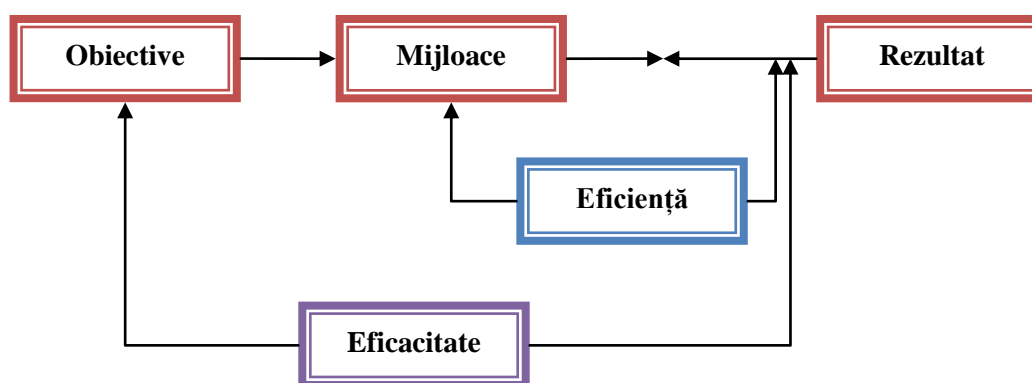 Obiective
Mijloace
Rezultat
Eficiență
Eficacitate